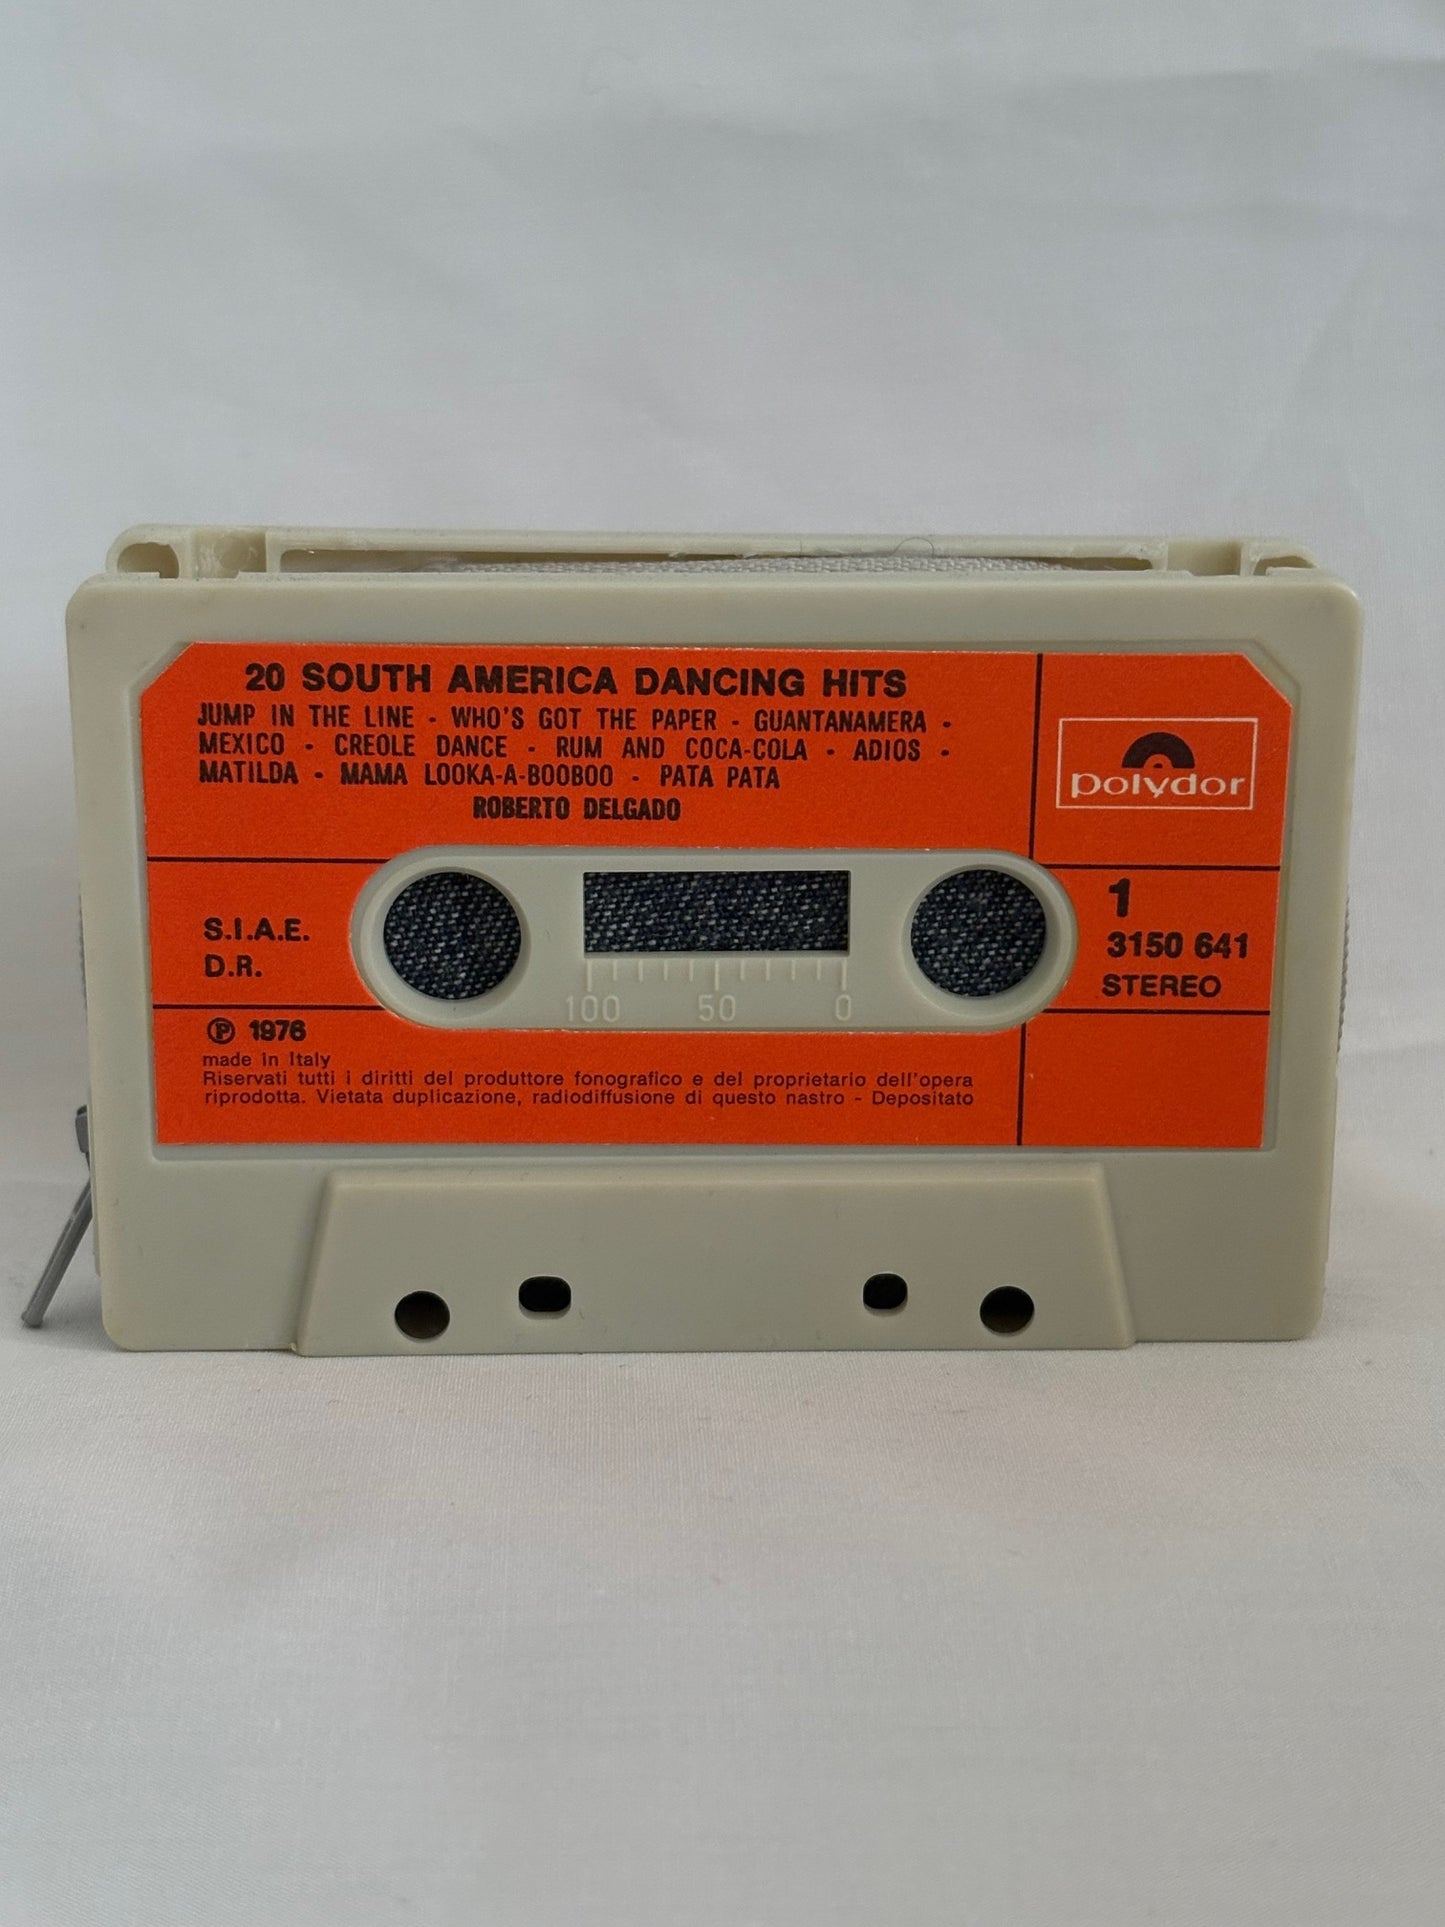 20 SOUTH AMERICA DANCING HITS
JUMP IN THE LINE - WHO'S GOT THE PAPER - GUANTANAMERA -
MEXICO - CREOLE DANCE - RUM AND COCA-COLA - ADIOS -
MATILDA - MAMA LOOKA-A-BOOBOO - PATA PATA
ROBERTO DELGADO
polydor
S.I.A.E.
D.R.
1
3150 641
STEREO
100 50 0
℗ 1976
made in Italy
Riservati tutti i diritti del produttore fonografico e del proprietario dell'opera
riprodotta. Vietata duplicazione, radiodiffusione di questo nastro - Depositato